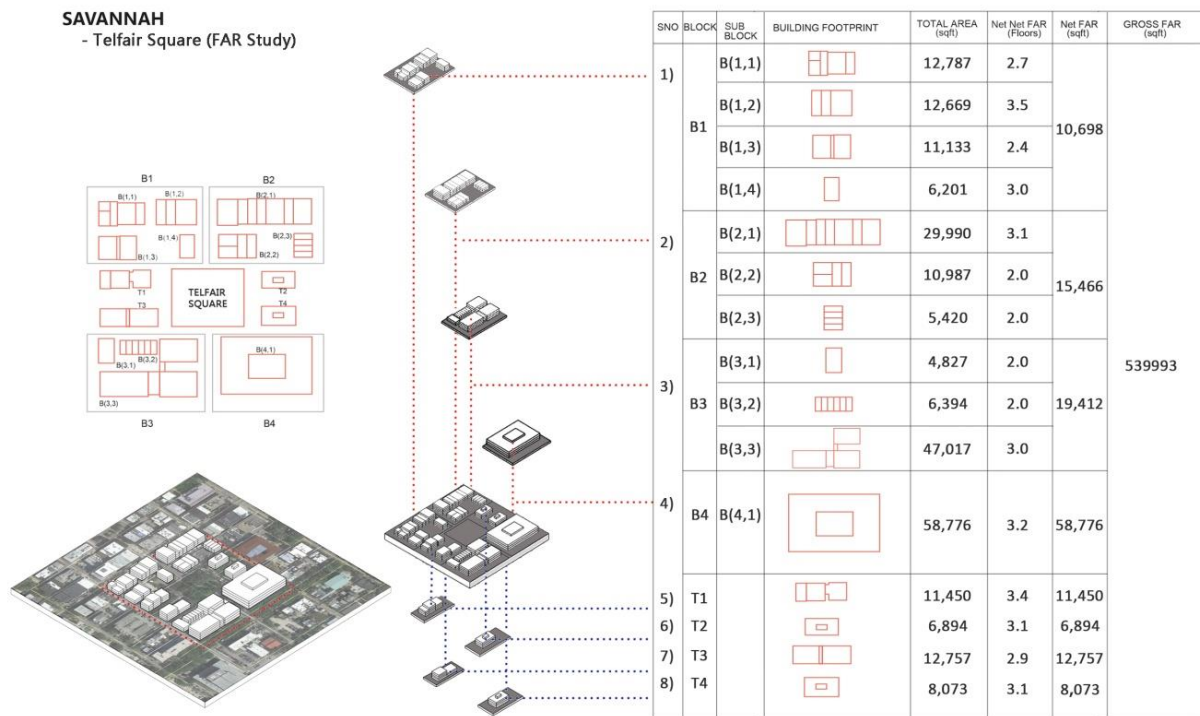 SAVANNAH
- Telfair Square (FAR Study)
B1
B2
B(1,1)
B(1,2)
B(2,1)
B(1,3)
B(1,4)
B(2,2)
B(2,3)
T1
TELFAIR
SQUARE
T2
T3
T4
B(3,1)
B(3,2)
B(4,1)
B(3,3)
B3
B4
SNO BLOCK SUB BLOCK BUILDING FOOTPRINT TOTAL AREA (sqft) Net Net FAR (Floors) Net FAR (sqft) GROSS FAR (sqft)
1) B1 B(1,1) 12,787 2.7 10,698
B(1,2) 12,669 3.5
B(1,3) 11,133 2.4
B(1,4) 6,201 3.0
2) B2 B(2,1) 29,990 3.1 15,466
B(2,2) 10,987 2.0
B(2,3) 5,420 2.0
3) B3 B(3,1) 4,827 2.0 19,412 539993
B(3,2) 6,394 2.0
B(3,3) 47,017 3.0
4) B4 B(4,1) 58,776 3.2 58,776
5) T1 11,450 3.4 11,450
6) T2 6,894 3.1 6,894
7) T3 12,757 2.9 12,757
8) T4 8,073 3.1 8,073